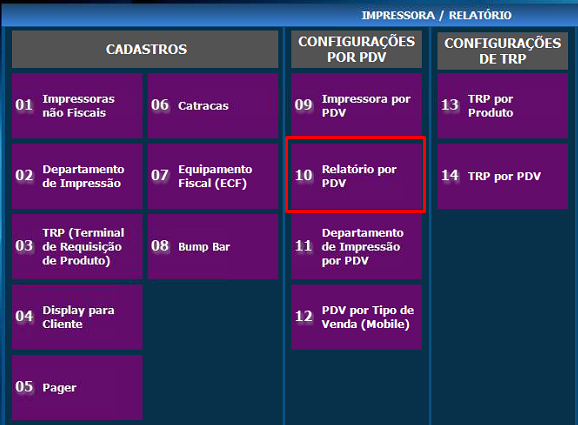 IMPRESSORA / RELATÓRIO
CADASTROS
01 Impressoras
não Fiscais
02 Departamento
de Impressão
03 TRP (Terminal
de Requisição
de Produto)
04 Display para
Cliente
05 Pager
06 Catracas
07 Equipamento
Fiscal (ECF)
08 Bump Bar
CONFIGURAÇÕES
POR PDV
09 Impressora por
PDV
10 Relatório por
PDV
11 Departamento
de Impressão
por PDV
12 PDV por Tipo de
Venda (Mobile)
CONFIGURAÇÕES
DE TRP
13 TRP por
Produto
14 TRP por PDV